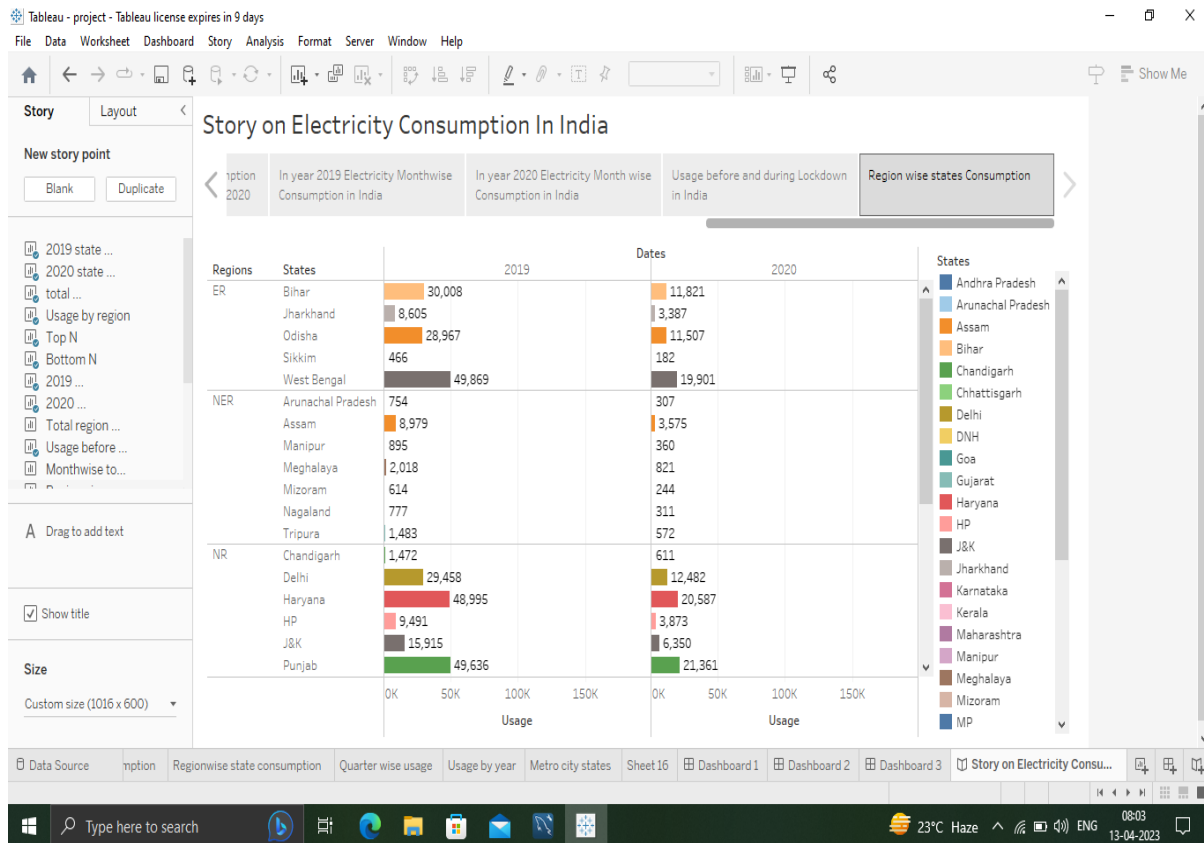 Tableau - project - Tableau license expires in 9 days
File Data Worksheet Dashboard Story Analysis Format Server Window Help
Show Me
Story Layout
New story point
Blank Duplicate
2019 state ...
2020 state ...
total ...
Usage by region
Top N
Bottom N
2019 ...
2020 ...
Total region ...
Usage before ...
Monthwise to...
A Drag to add text
Show title
Size
Custom size (1016 x 600)
Story on Electricity Consumption In India
2020
In year 2019 Electricity Monthwise
Consumption in India
In year 2020 Electricity Month wise
Consumption in India
Usage before and during Lockdown
in India
Region wise states Consumption
Dates
Regions States 2019 2020
ER Bihar 30,008 11,821
Jharkhand 8,605 3,387
Odisha 28,967 11,507
Sikkim 466 182
West Bengal 49,869 19,901
NER Arunachal Pradesh 754 307
Assam 8,979 3,575
Manipur 895 360
Meghalaya 2,018 821
Mizoram 614 244
Nagaland 777 311
Tripura 1,483 572
NR Chandigarh 1,472 611
Delhi 29,458 12,482
Haryana 48,995 20,587
HP 9,491 3,873
J&K 15,915 6,350
Punjab 49,636 21,361
0K 50K 100K 150K 0K 50K 100K 150K
Usage Usage
States
Andhra Pradesh
Arunachal Pradesh
Assam
Bihar
Chandigarh
Chhattisgarh
Delhi
DNH
Goa
Gujarat
Haryana
HP
J&K
Jharkhand
Karnataka
Kerala
Maharashtra
Manipur
Meghalaya
Mizoram
MP
Data Source mption Regionwise state consumption Quarter wise usage Usage by year Metro city states Sheet 16 Dashboard 1 Dashboard 2 Dashboard 3 Story on Electricity Consu...
Type here to search
23°C Haze
ENG
08:03
13-04-2023